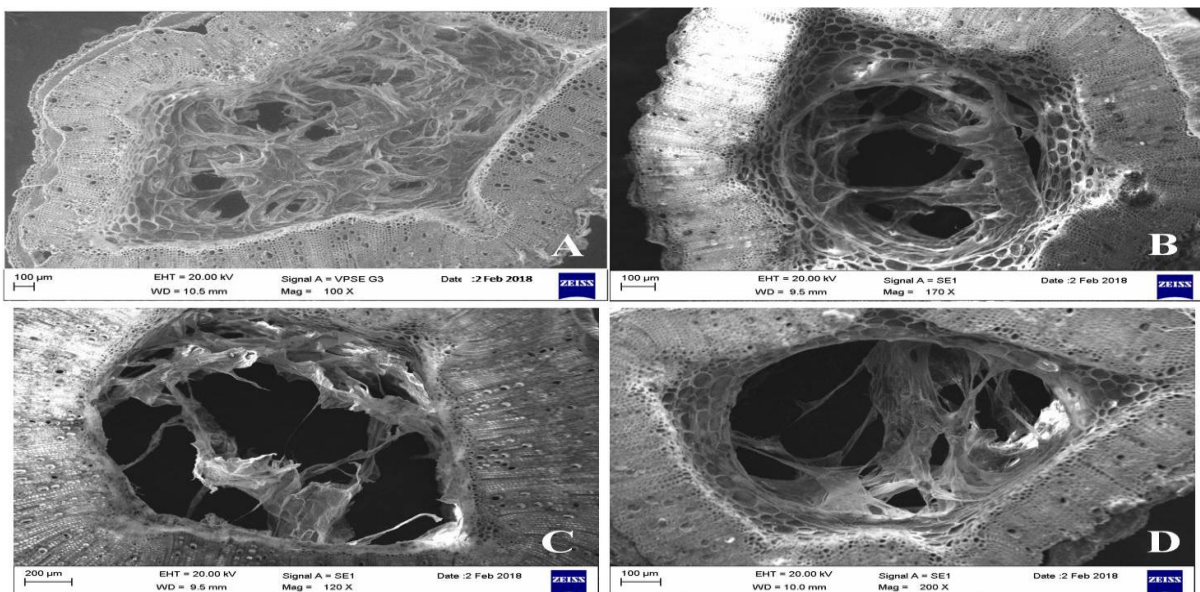 A
100 µm
EHT = 20.00 kV
WD = 10.5 mm
Signal A = VPSE G3
Mag = 100 X
Date :2 Feb 2018
ZEISS
B
100 µm
EHT = 20.00 kV
WD = 9.5 mm
Signal A = SE1
Mag = 170 X
Date :2 Feb 2018
ZEISS
C
200 µm
EHT = 20.00 kV
WD = 9.5 mm
Signal A = SE1
Mag = 120 X
Date :2 Feb 2018
ZEISS
D
100 µm
EHT = 20.00 kV
WD = 10.0 mm
Signal A = SE1
Mag = 200 X
Date :2 Feb 2018
ZEISS